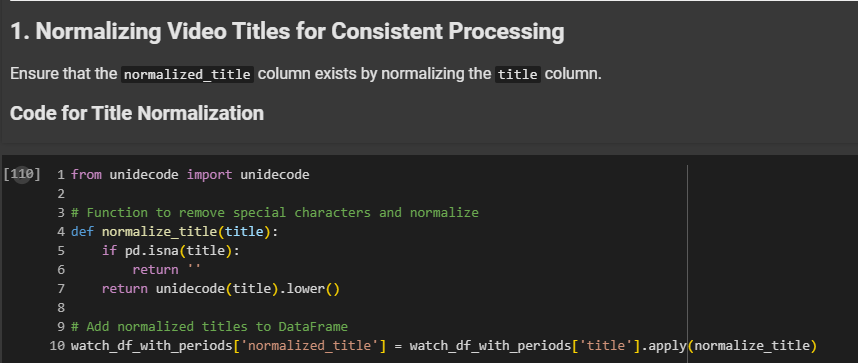 1. Normalizing Video Titles for Consistent Processing
Ensure that the normalized_title column exists by normalizing the title column.
Code for Title Normalization
[110]
1 from unidecode import unidecode
2
3 # Function to remove special characters and normalize
4 def normalize_title(title):
5     if pd.isna(title):
6         return ''
7     return unidecode(title).lower()
8
9 # Add normalized titles to DataFrame
10 watch_df_with_periods['normalized_title'] = watch_df_with_periods['title'].apply(normalize_title)